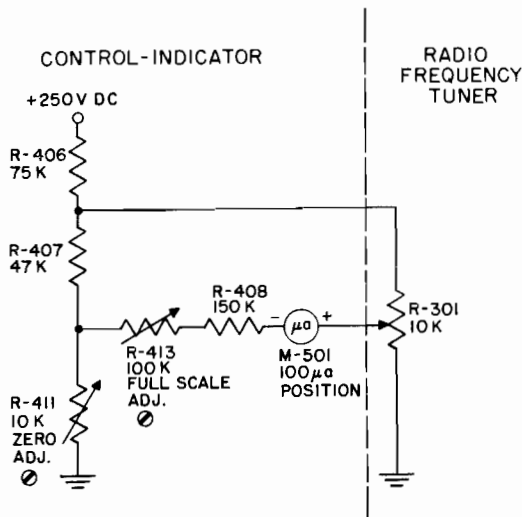 CONTROL-INDICATOR
RADIO
FREQUENCY
TUNER
+250V DC
R-406
75K
R-407
47K
R-408
150K
R-301
10K
- μa +
R-413
100K
FULL SCALE
ADJ.
M-501
100μa
POSITION
R-411
10K
ZERO
ADJ.